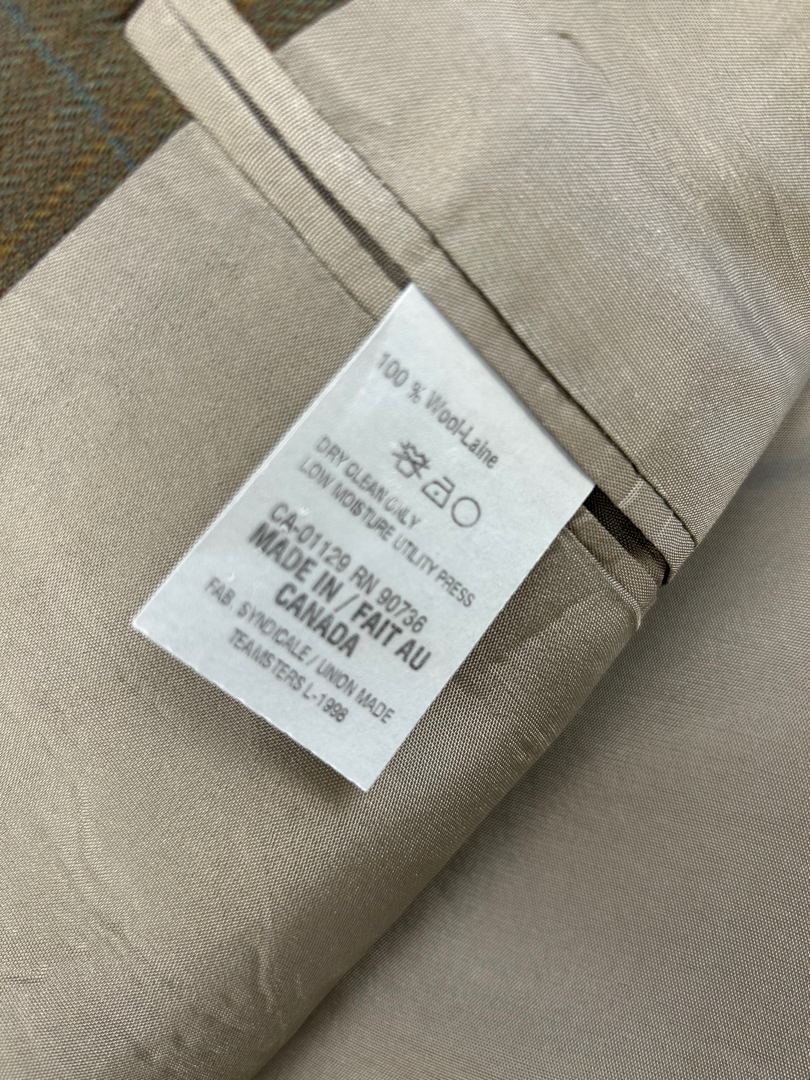 100 % Wool-Laine
DRY CLEAN ONLY
LOW MOISTURE UTILITY PRESS
CA-01129 RN 90736
MADE IN / FAIT AU
CANADA
FAB. SYNDICALE / UNION MADE
TEAMSTERS L-1998